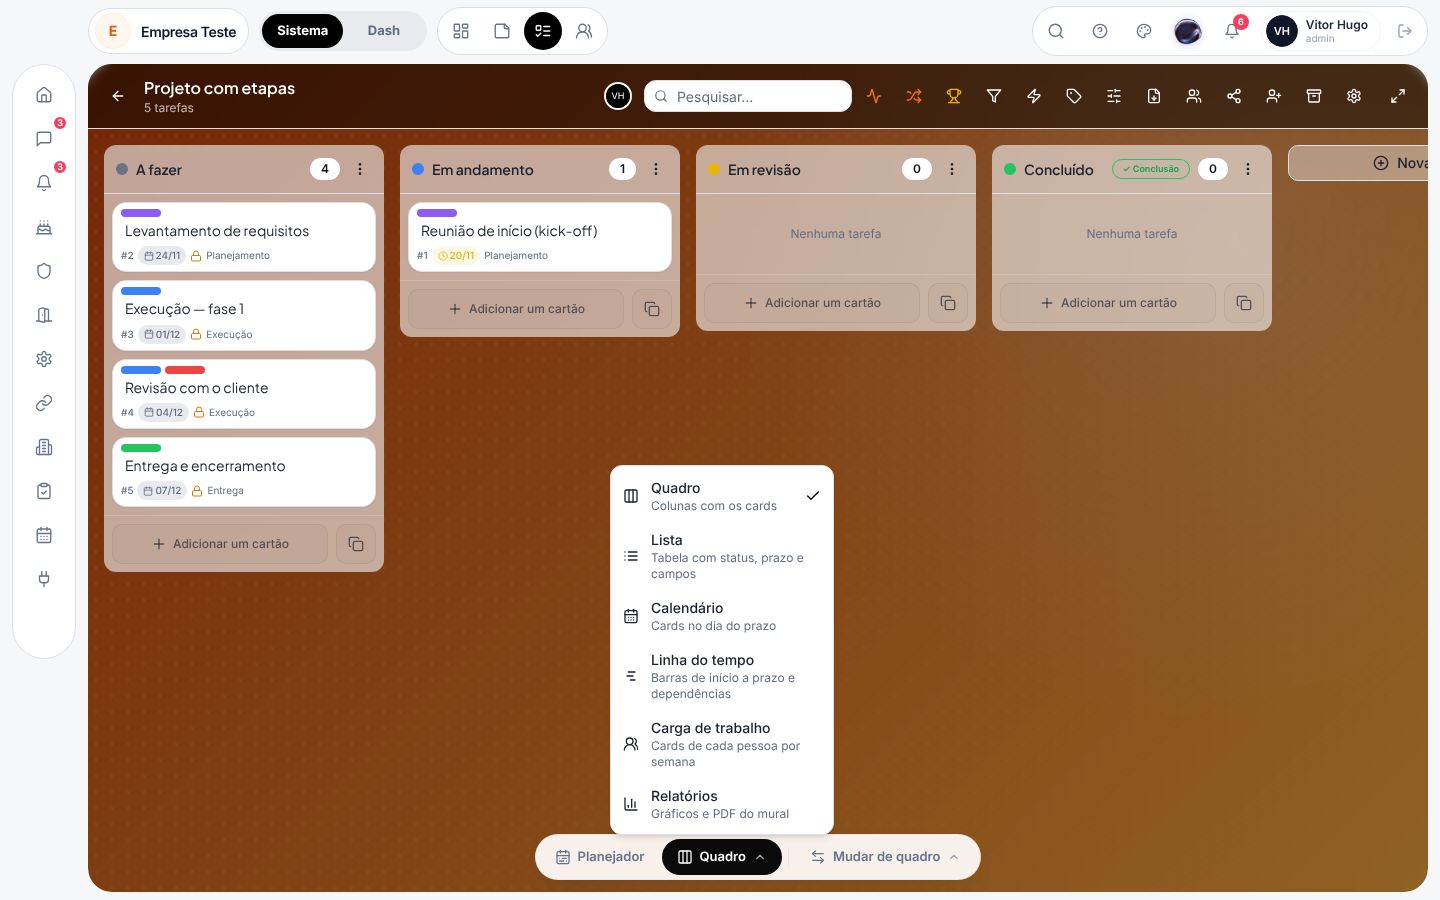 E Empresa Teste
Sistema
Dash
6
VH
Vitor Hugo
admin
3
3
Projeto com etapas
5 tarefas
VH
Pesquisar...
A fazer
4
Levantamento de requisitos
#2 24/11 Planejamento
Execução — fase 1
#3 01/12 Execução
Revisão com o cliente
#4 04/12 Execução
Entrega e encerramento
#5 07/12 Entrega
Adicionar um cartão
Em andamento
1
Reunião de início (kick-off)
#1 20/11 Planejamento
Adicionar um cartão
Em revisão
0
Nenhuma tarefa
Adicionar um cartão
Concluído
Conclusão
0
Nenhuma tarefa
Adicionar um cartão
Nova
Quadro
Colunas com os cards
Lista
Tabela com status, prazo e
campos
Calendário
Cards no dia do prazo
Linha do tempo
Barras de início a prazo e
dependências
Carga de trabalho
Cards de cada pessoa por
semana
Relatórios
Gráficos e PDF do mural
Planejador
Quadro
Mudar de quadro